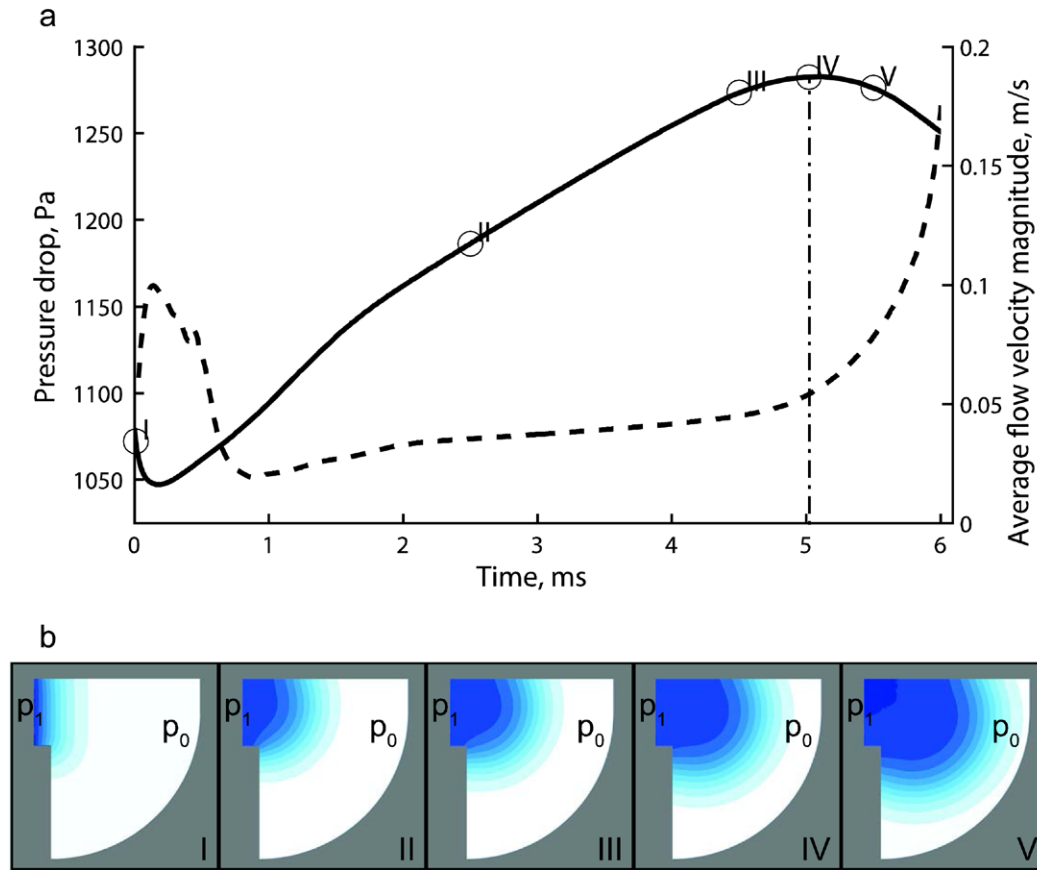 a
Pressure drop, Pa
1300
1250
1200
1150
1100
1050
I
II
III
IV
V
0.2
0.15
0.1
0.05
0
Average flow velocity magnitude, m/s
0 1 2 3 4 5 6
Time, ms
b
p1 p0 I
p1 p0 II
p1 p0 III
p1 p0 IV
p1 p0 V